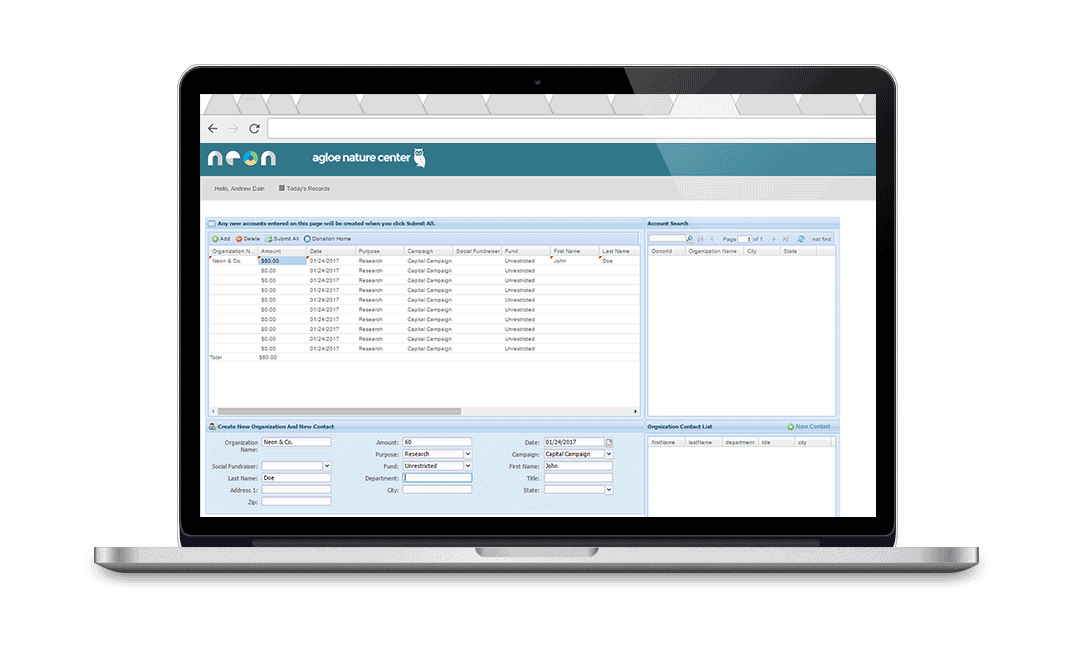 neon agloe nature center
Hello, Andrew Dain Today's Records
Any new accounts entered on this page will be created when you click Submit All.
Add Delete Submit All Donation Home
Organization N... Amount Date Purpose Campaign Social Fundraiser Fund First Name Last Name
Neon & Co. $60.00 01/24/2017 Research Capital Campaign Unrestricted John Doe
$0.00 01/24/2017 Research Capital Campaign Unrestricted
$0.00 01/24/2017 Research Capital Campaign Unrestricted
$0.00 01/24/2017 Research Capital Campaign Unrestricted
$0.00 01/24/2017 Research Capital Campaign Unrestricted
$0.00 01/24/2017 Research Capital Campaign Unrestricted
$0.00 01/24/2017 Research Capital Campaign Unrestricted
$0.00 01/24/2017 Research Capital Campaign Unrestricted
$0.00 01/24/2017 Research Capital Campaign Unrestricted
$0.00 01/24/2017 Research Capital Campaign Unrestricted
Total $60.00
Account Search
Page 1 of 1 not find
DonorId Organization Name City State
Create New Organization And New Contact
Organization Name: Neon & Co. Amount: 60 Date: 01/24/2017
Purpose: Research Campaign: Capital Campaign
Social Fundraiser: Fund: Unrestricted First Name: John
Last Name: Doe Department: Title:
Address 1: City: State:
Zip:
Orgnization Contact List New Contact
firstName lastName department title city